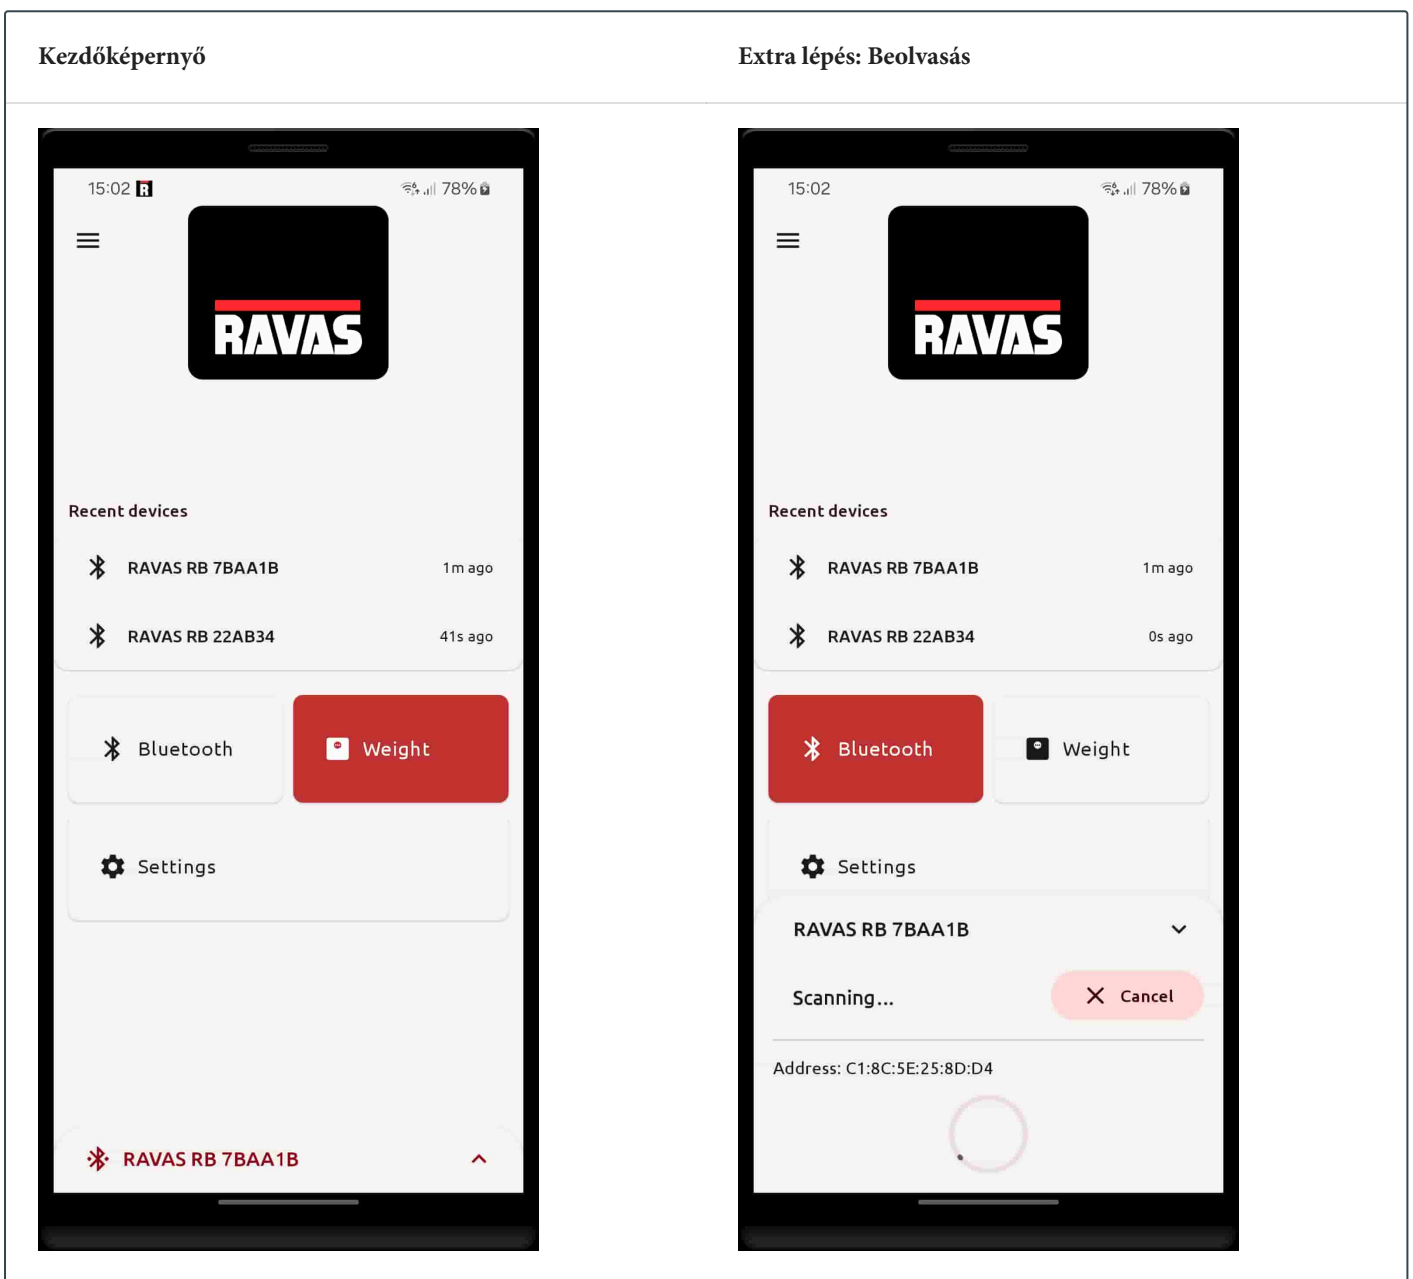 Kezdőképernyő
15:02 R 78%
RAVAS
Recent devices
RAVAS RB 7BAA1B 1m ago
RAVAS RB 22AB34 41s ago
Bluetooth Weight
Settings
RAVAS RB 7BAA1B
Extra lépés: Beolvasás
15:02 78%
RAVAS
Recent devices
RAVAS RB 7BAA1B 1m ago
RAVAS RB 22AB34 0s ago
Bluetooth Weight
Settings
RAVAS RB 7BAA1B
Scanning... Cancel
Address: C1:8C:5E:25:8D:D4